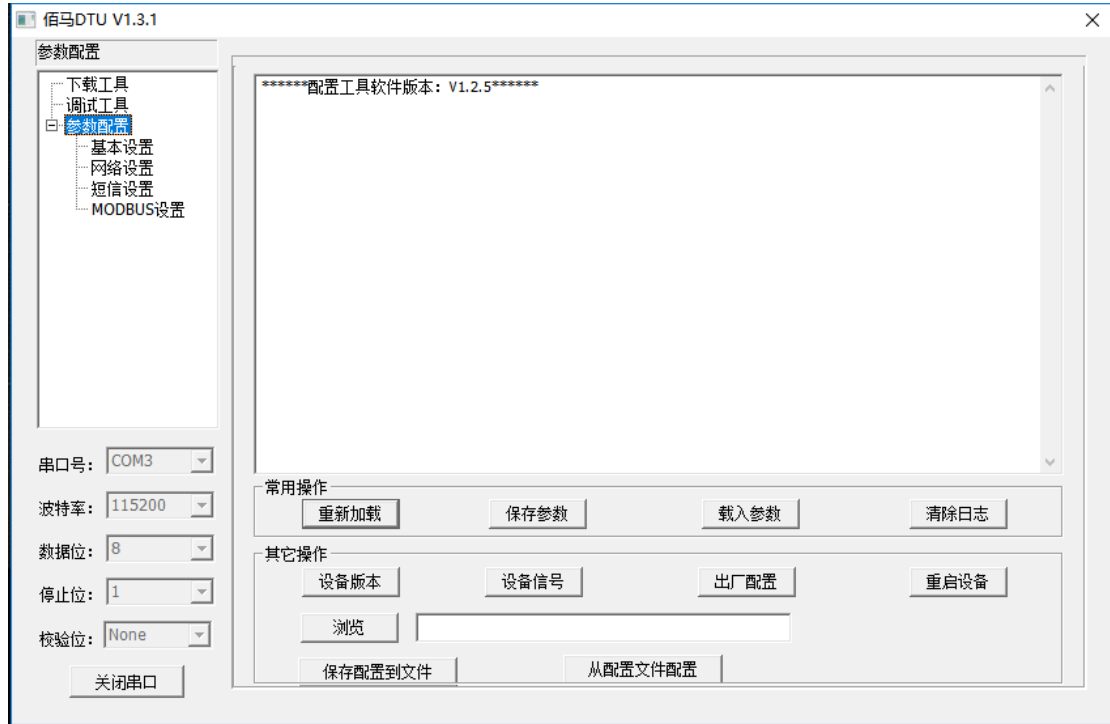 佰马DTU V1.3.1
参数配置
下载工具
调试工具
参数配置
基本设置
网络设置
短信设置
MODBUS设置
******配置工具软件版本：V1.2.5******
串口号： COM3
波特率： 115200
数据位： 8
停止位： 1
校验位： None
关闭串口
常用操作
重新加载 保存参数 载入参数 清除日志
其它操作
设备版本 设备信号 出厂配置 重启设备
浏览
保存配置到文件 从配置文件配置